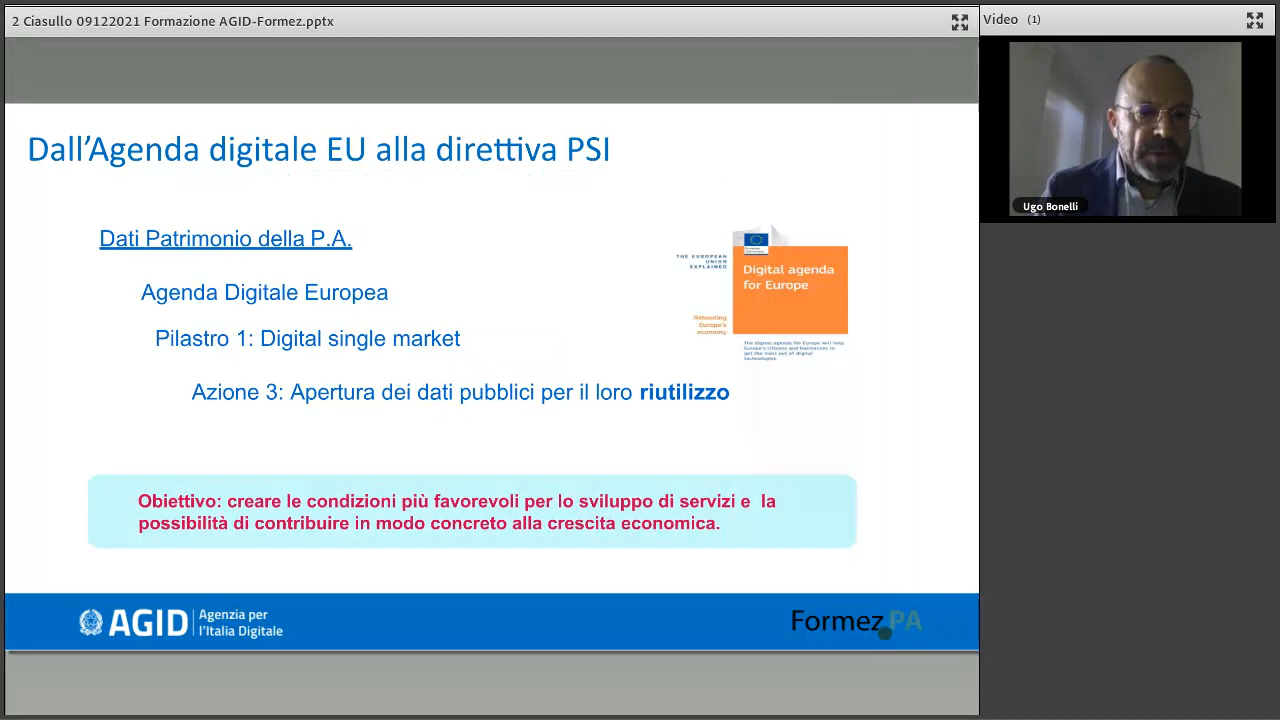 2 Ciasullo 09122021 Formazione AGID-Formez.pptx
Video (1)
Ugo Bonelli
Dall'Agenda digitale EU alla direttiva PSI
Dati Patrimonio della P.A.
Agenda Digitale Europea
Pilastro 1: Digital single market
Azione 3: Apertura dei dati pubblici per il loro riutilizzo
THE EUROPEAN
UNION
EXPLAINED
Digital agenda
for Europe
Rebooting
Europe's
economy
The digital agenda for Europe will help
Europe's citizens and businesses to
get the most out of digital
technologies
Obiettivo: creare le condizioni più favorevoli per lo sviluppo di servizi e la
possibilità di contribuire in modo concreto alla crescita economica.
AGID
Agenzia per
l'Italia Digitale
Formez PA